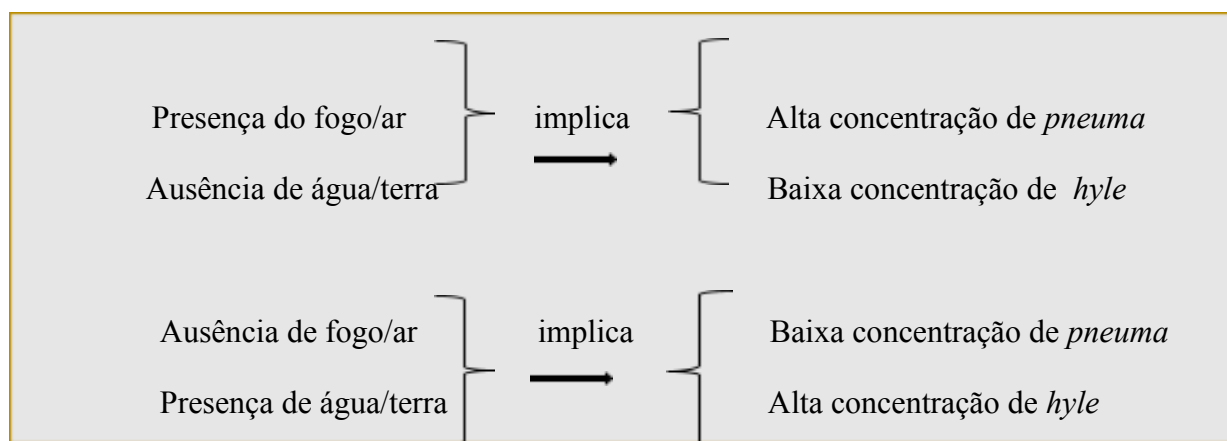 Presença do fogo/ar implica Alta concentração de pneuma
Ausência de água/terra Baixa concentração de hyle
Ausência de fogo/ar implica Baixa concentração de pneuma
Presença de água/terra Alta concentração de hyle